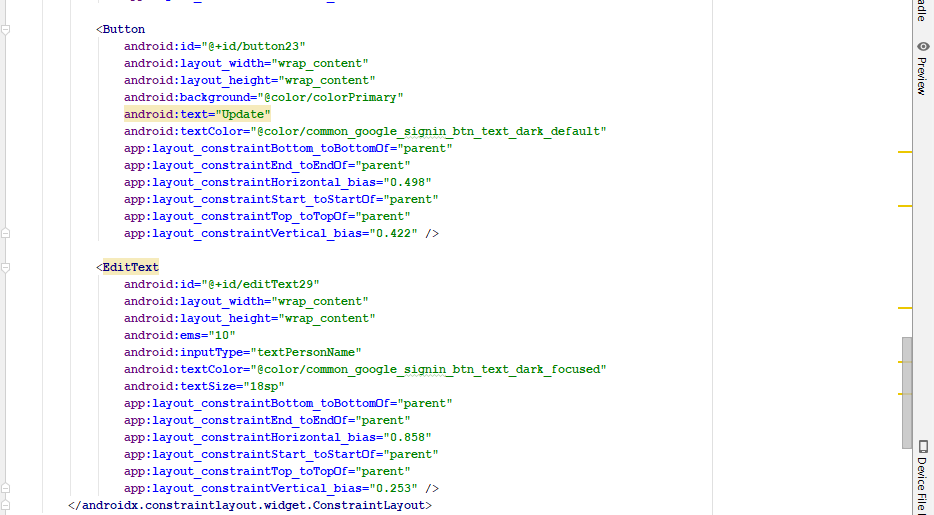 <Button
android:id="@+id/button23"
android:layout_width="wrap_content"
android:layout_height="wrap_content"
android:background="@color/colorPrimary"
android:text="Update"
android:textColor="@color/common_google_signin_btn_text_dark_default"
app:layout_constraintBottom_toBottomOf="parent"
app:layout_constraintEnd_toEndOf="parent"
app:layout_constraintHorizontal_bias="0.498"
app:layout_constraintStart_toStartOf="parent"
app:layout_constraintTop_toTopOf="parent"
app:layout_constraintVertical_bias="0.422" />
<EditText
android:id="@+id/editText29"
android:layout_width="wrap_content"
android:layout_height="wrap_content"
android:ems="10"
android:inputType="textPersonName"
android:textColor="@color/common_google_signin_btn_text_dark_focused"
android:textSize="18sp"
app:layout_constraintBottom_toBottomOf="parent"
app:layout_constraintEnd_toEndOf="parent"
app:layout_constraintHorizontal_bias="0.858"
app:layout_constraintStart_toStartOf="parent"
app:layout_constraintTop_toTopOf="parent"
app:layout_constraintVertical_bias="0.253" />
</androidx.constraintlayout.widget.ConstraintLayout>
adle
Preview
Device File